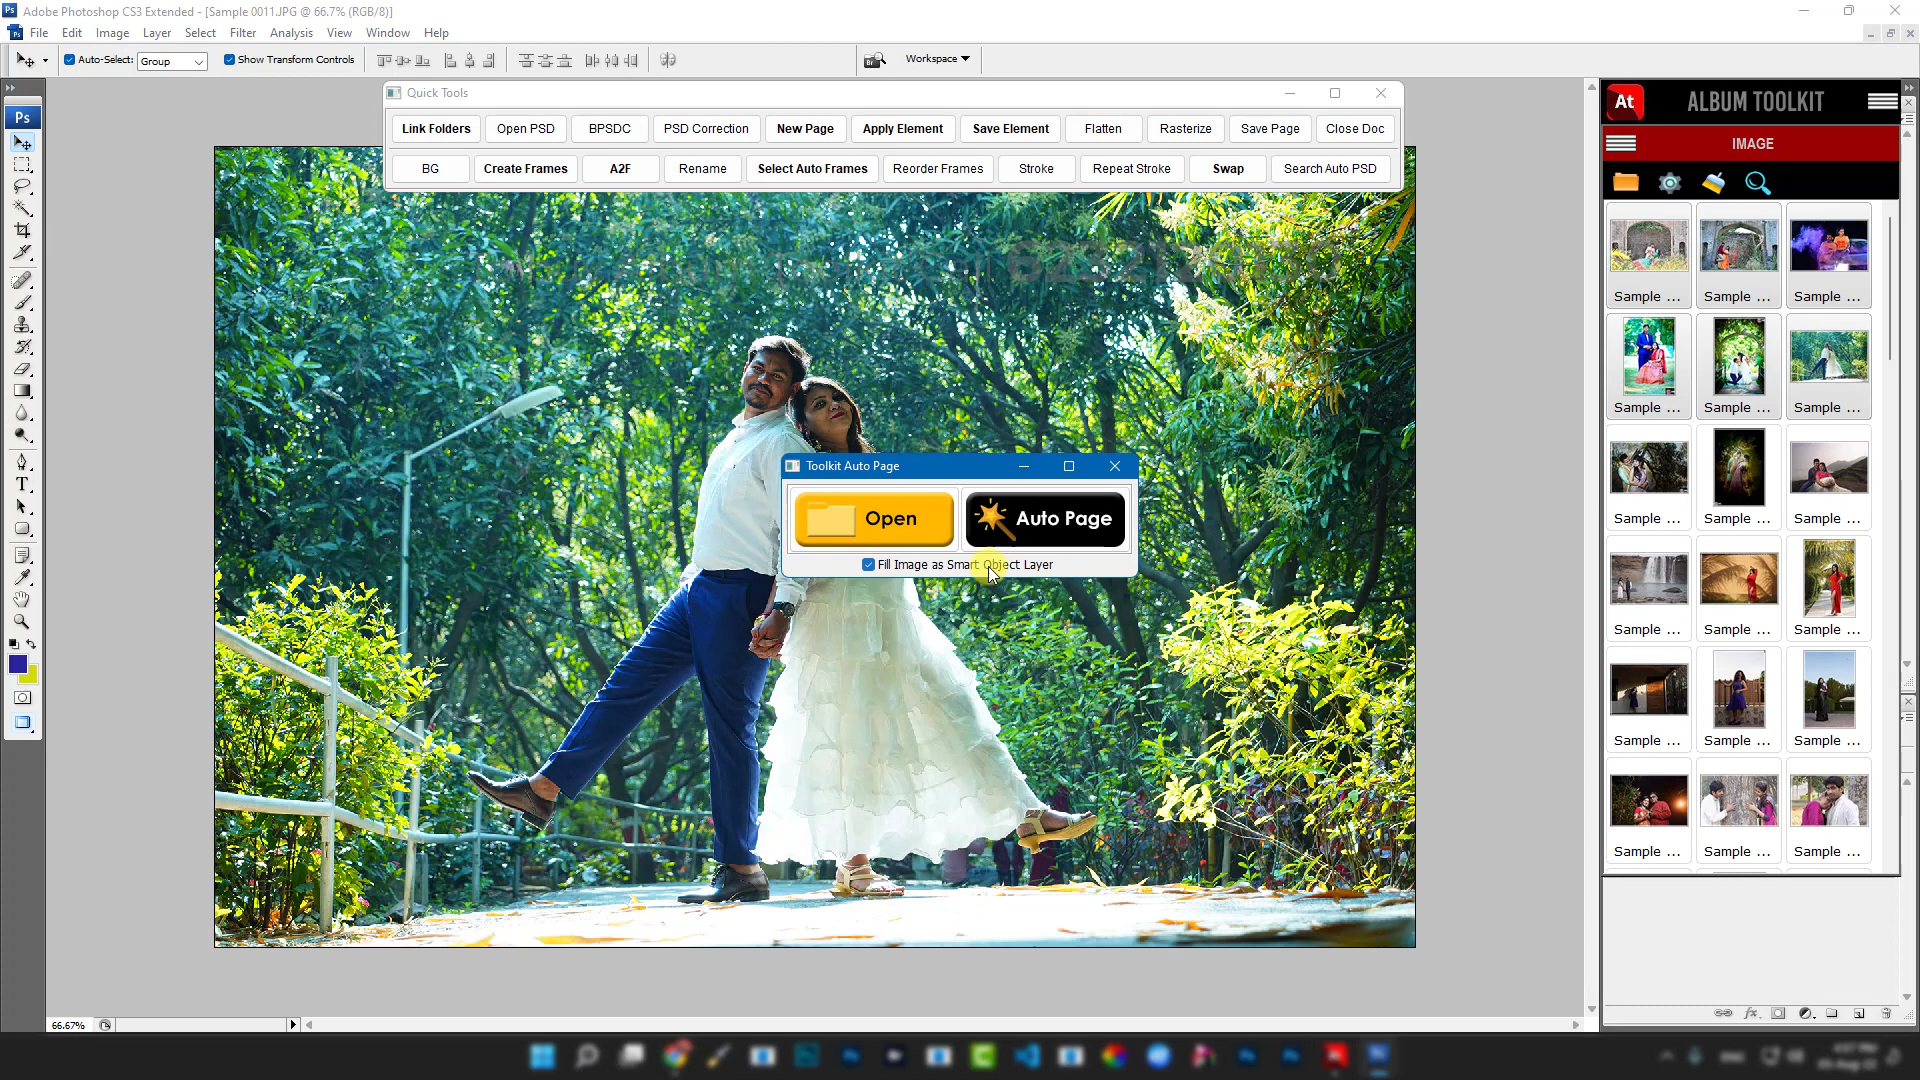 Ps Adobe Photoshop CS3 Extended - [Sample 0011.JPG @ 66.7% (RGB/8)]
File Edit Image Layer Select Filter Analysis View Window Help
Auto-Select: Group Show Transform Controls Workspace
Quick Tools
Link Folders Open PSD BPSDC PSD Correction New Page Apply Element Save Element Flatten Rasterize Save Page Close Doc
BG Create Frames A2F Rename Select Auto Frames Reorder Frames Stroke Repeat Stroke Swap Search Auto PSD
Ps
At ALBUM TOOLKIT
IMAGE
Sample ... Sample ... Sample ...
Sample ... Sample ... Sample ...
Sample ... Sample ... Sample ...
Sample ... Sample ... Sample ...
Sample ... Sample ... Sample ...
Sample ... Sample ... Sample ...
Toolkit Auto Page
Open Auto Page
Fill Image as Smart Object Layer
66.67%